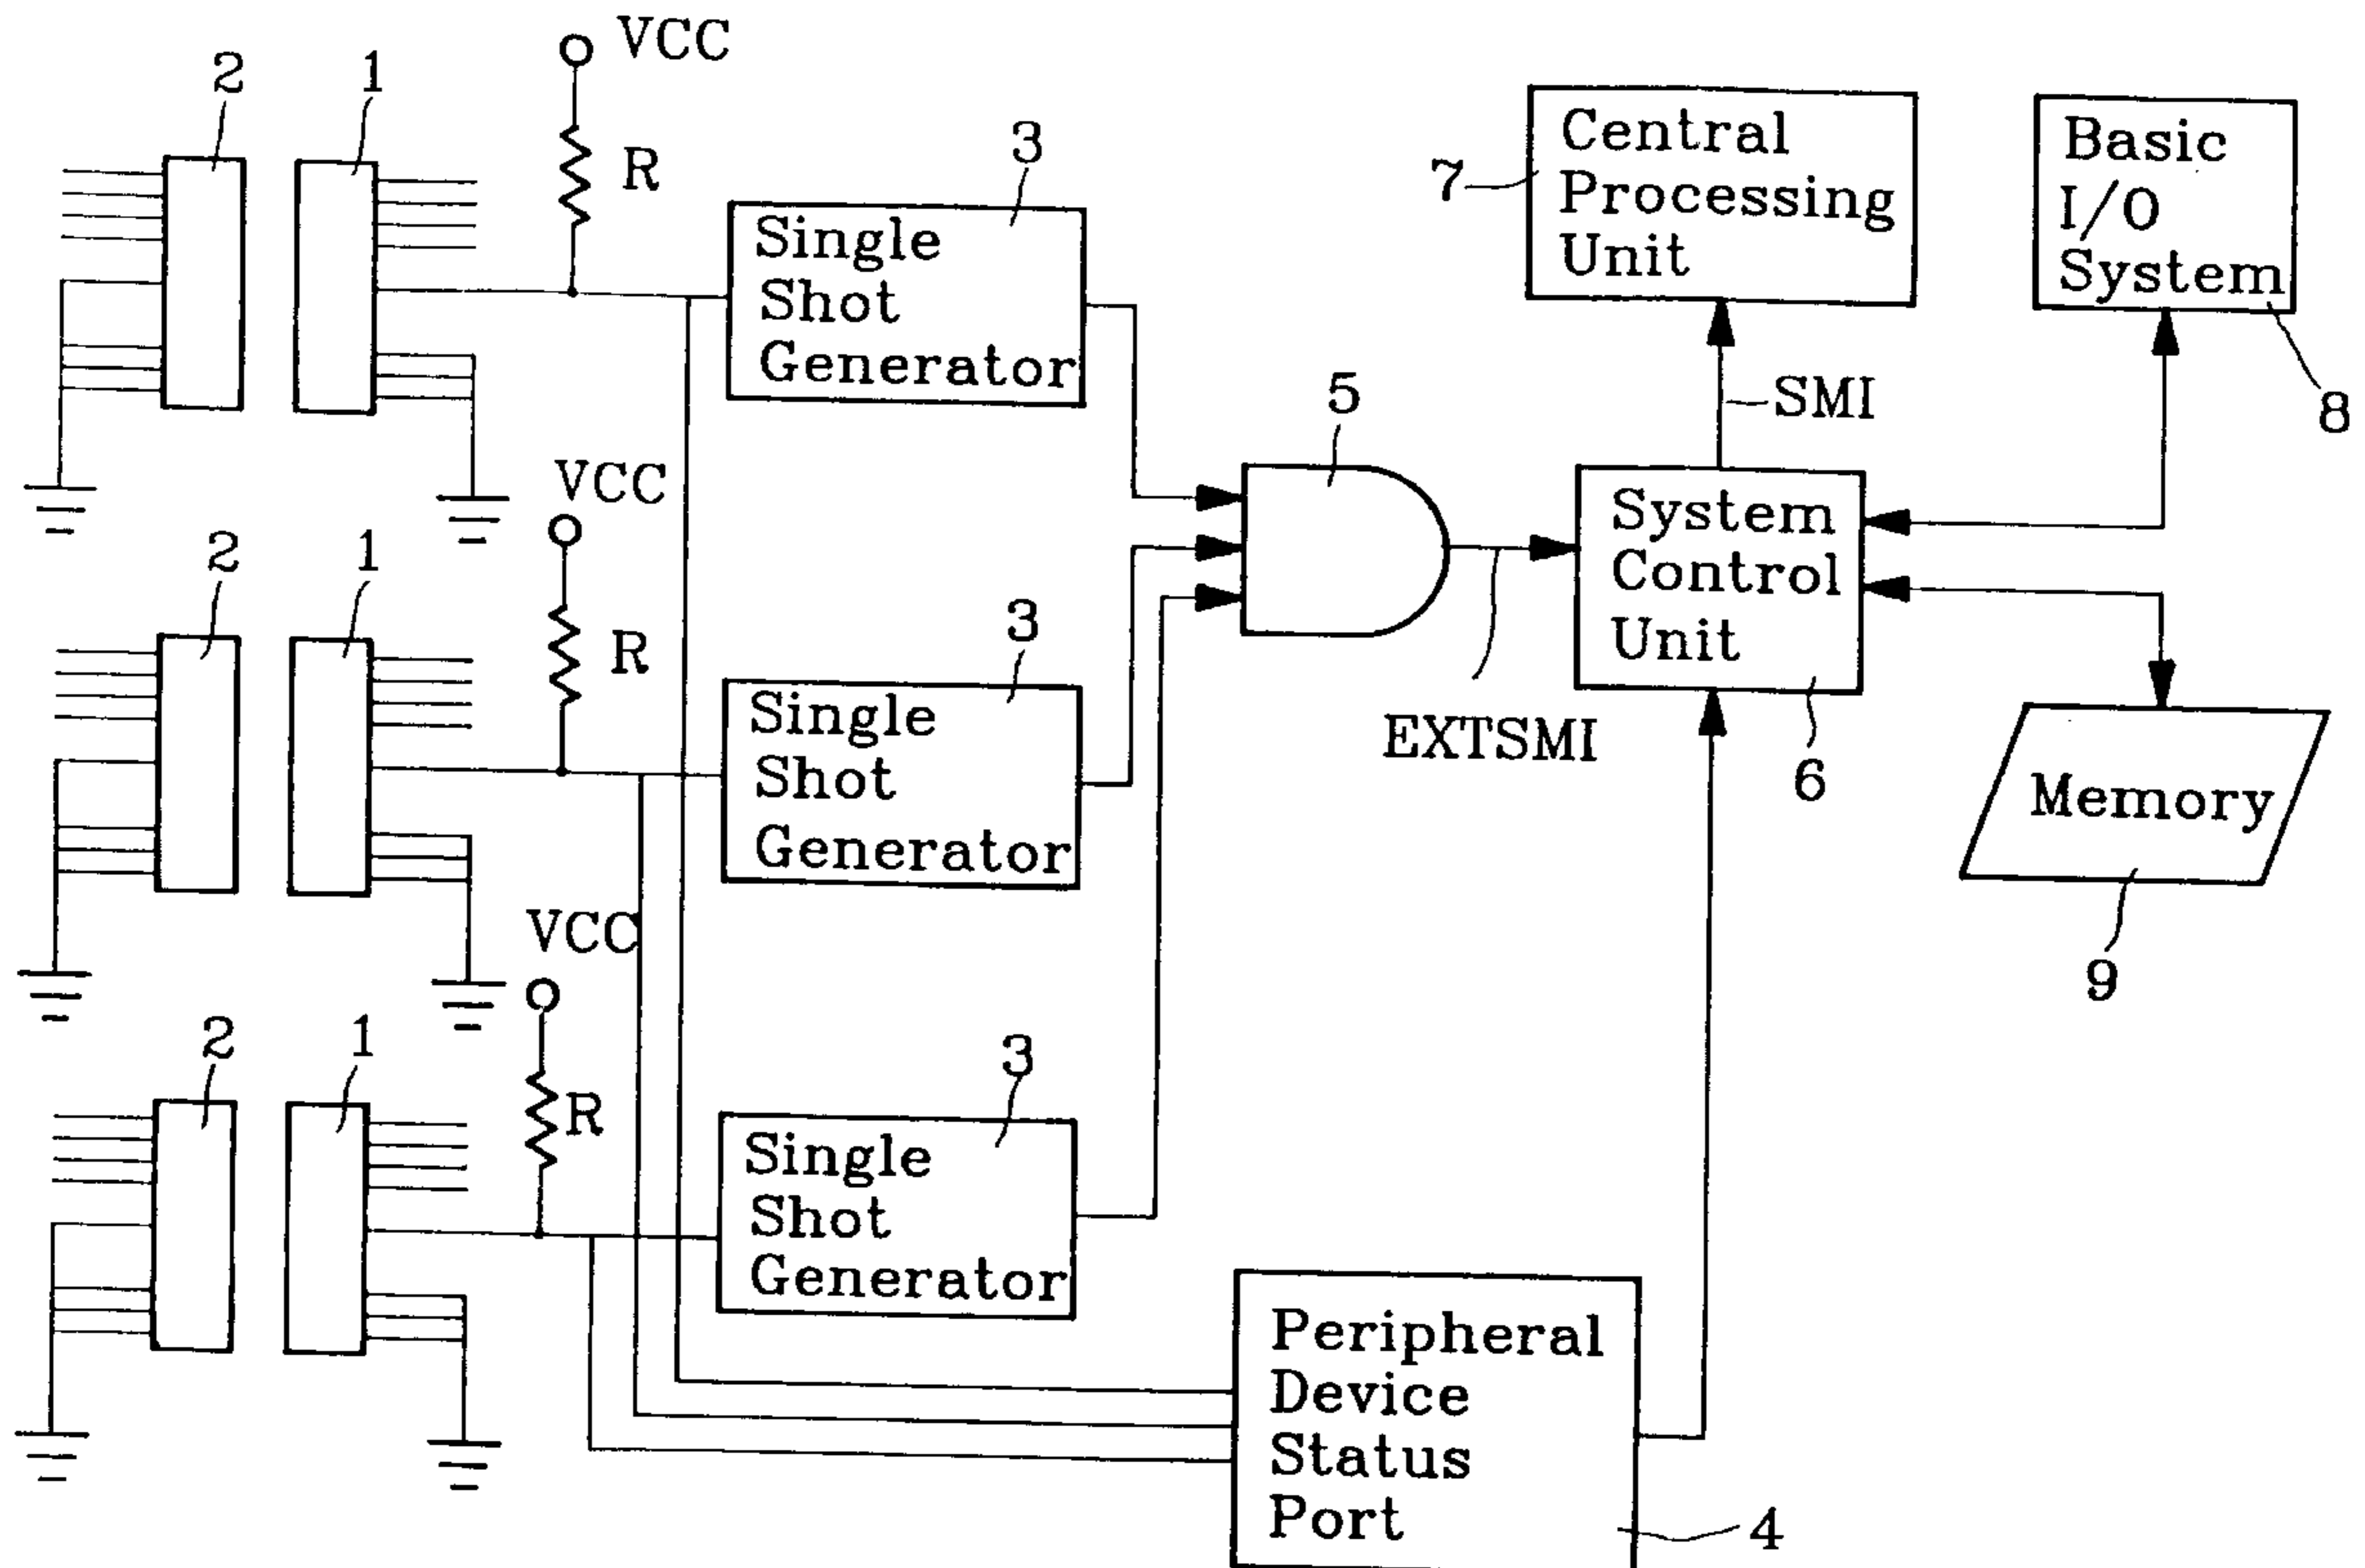 VCC
2
1
R
3
Single
Shot
Generator
7
Central
Processing
Unit
Basic
I/O
System
8
SMI
5
VCC
2
1
R
3
Single
Shot
Generator
System
Control
Unit
6
EXTSMI
Memory
9
VCC
2
1
R
3
Single
Shot
Generator
Peripheral
Device
Status
Port
4